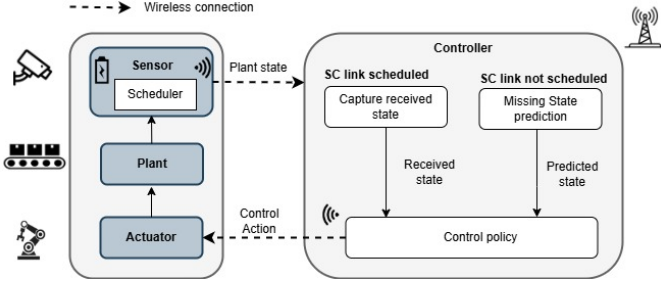 Wireless connection
Controller
Sensor
Scheduler
Plant state
SC link scheduled
SC link not scheduled
Capture received
state
Missing State
prediction
Plant
Received
state
Predicted
state
Actuator
Control
Action
Control policy